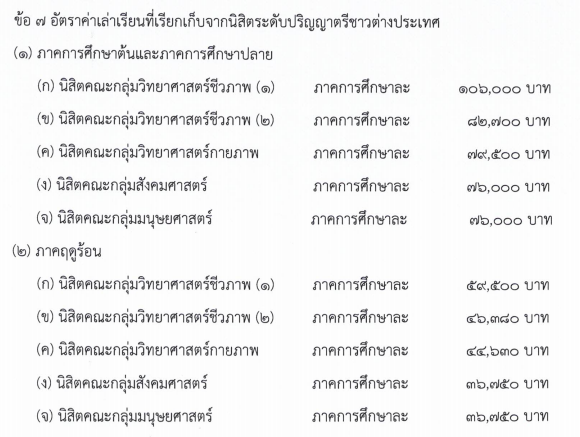 ข้อ ๗ อัตราค่าเล่าเรียนที่เรียกเก็บจากนิสิตระดับปริญญาตรีชาวต่างประเทศ
(๑) ภาคการศึกษาต้นและภาคการศึกษาปลาย
(ก) นิสิตคณะกลุ่มวิทยาศาสตร์ชีวภาพ (๑) ภาคการศึกษาละ ๑๐๖,๐๐๐ บาท
(ข) นิสิตคณะกลุ่มวิทยาศาสตร์ชีวภาพ (๒) ภาคการศึกษาละ ๘๒,๗๐๐ บาท
(ค) นิสิตคณะกลุ่มวิทยาศาสตร์กายภาพ ภาคการศึกษาละ ๗๙,๕๐๐ บาท
(ง) นิสิตคณะกลุ่มสังคมศาสตร์ ภาคการศึกษาละ ๗๖,๐๐๐ บาท
(จ) นิสิตคณะกลุ่มมนุษยศาสตร์ ภาคการศึกษาละ ๗๖,๐๐๐ บาท
(๒) ภาคฤดูร้อน
(ก) นิสิตคณะกลุ่มวิทยาศาสตร์ชีวภาพ (๑) ภาคการศึกษาละ ๕๙,๕๐๐ บาท
(ข) นิสิตคณะกลุ่มวิทยาศาสตร์ชีวภาพ (๒) ภาคการศึกษาละ ๔๖,๓๘๐ บาท
(ค) นิสิตคณะกลุ่มวิทยาศาสตร์กายภาพ ภาคการศึกษาละ ๔๔,๖๓๐ บาท
(ง) นิสิตคณะกลุ่มสังคมศาสตร์ ภาคการศึกษาละ ๓๖,๗๕๐ บาท
(จ) นิสิตคณะกลุ่มมนุษยศาสตร์ ภาคการศึกษาละ ๓๖,๗๕๐ บาท